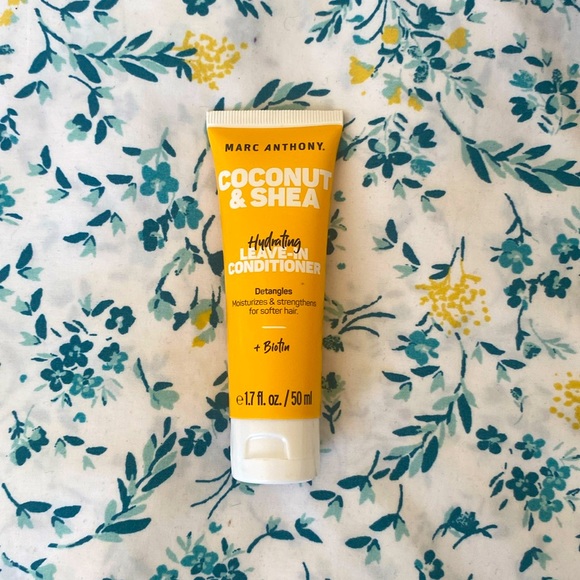 MARC ANTHONY.
COCONUT
& SHEA
Hydrating
LEAVE-IN
CONDITIONER
Detangles
Moisturizes & strengthens
for softer hair.
+ Biotin
e1.7 fl. oz. / 50 ml